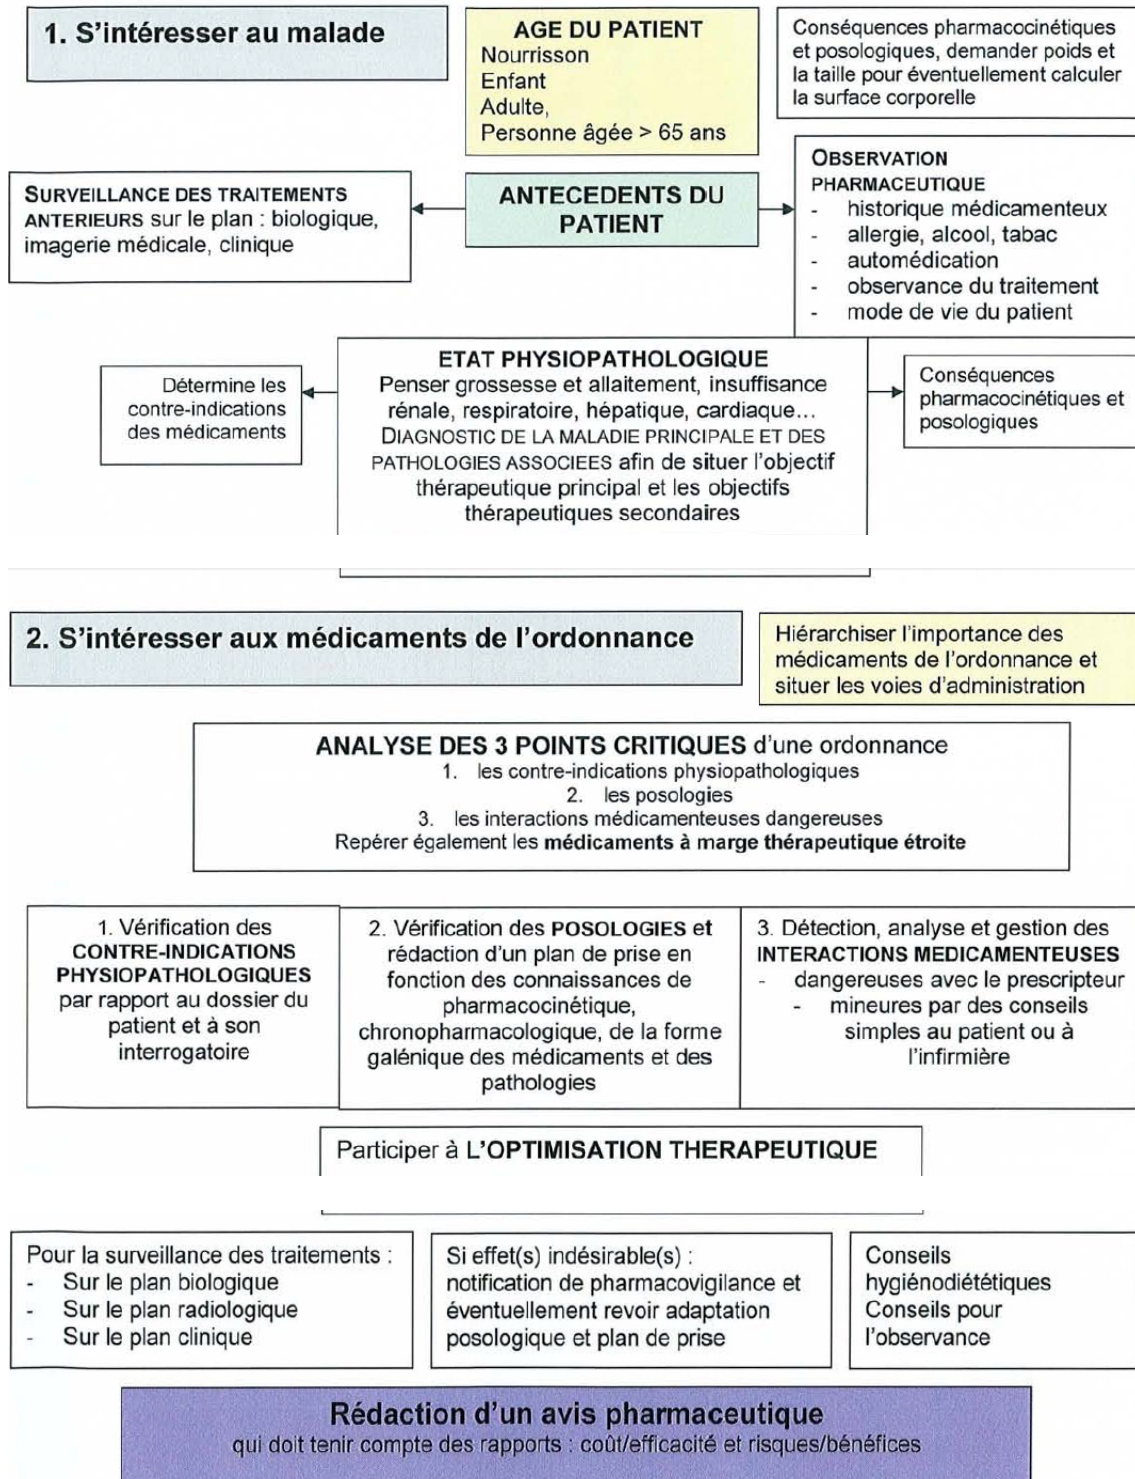 1. S'intéresser au malade
AGE DU PATIENT
Nourrisson
Enfant
Adulte,
Personne âgée > 65 ans
Conséquences pharmacocinétiques
et posologiques, demander poids et
la taille pour éventuellement calculer
la surface corporelle
SURVEILLANCE DES TRAITEMENTS
ANTERIEURS sur le plan : biologique,
imagerie médicale, clinique
ANTECEDENTS DU
PATIENT
OBSERVATION
PHARMACEUTIQUE
- historique médicamenteux
- allergie, alcool, tabac
- automédication
- observance du traitement
- mode de vie du patient
Détermine les
contre-indications
des médicaments
ETAT PHYSIOPATHOLOGIQUE
Penser grossesse et allaitement, insuffisance
rénale, respiratoire, hépatique, cardiaque…
DIAGNOSTIC DE LA MALADIE PRINCIPALE ET DES
PATHOLOGIES ASSOCIEES afin de situer l'objectif
thérapeutique principal et les objectifs
thérapeutiques secondaires
Conséquences
pharmacocinétiques et
posologiques
2. S'intéresser aux médicaments de l'ordonnance
Hiérarchiser l'importance des
médicaments de l'ordonnance et
situer les voies d'administration
ANALYSE DES 3 POINTS CRITIQUES d'une ordonnance
1. les contre-indications physiopathologiques
2. les posologies
3. les interactions médicamenteuses dangereuses
Repérer également les médicaments à marge thérapeutique étroite
1. Vérification des
CONTRE-INDICATIONS
PHYSIOPATHOLOGIQUES
par rapport au dossier du
patient et à son
interrogatoire
2. Vérification des POSOLOGIES et
rédaction d'un plan de prise en
fonction des connaissances de
pharmacocinétique,
chronopharmacologique, de la forme
galénique des médicaments et des
pathologies
3. Détection, analyse et gestion des
INTERACTIONS MEDICAMENTEUSES
- dangereuses avec le prescripteur
- mineures par des conseils
simples au patient ou à
l'infirmière
Participer à L'OPTIMISATION THERAPEUTIQUE
Pour la surveillance des traitements :
- Sur le plan biologique
- Sur le plan radiologique
- Sur le plan clinique
Si effet(s) indésirable(s) :
notification de pharmacovigilance et
éventuellement revoir adaptation
posologique et plan de prise
Conseils
hygiénodiététiques
Conseils pour
l'observance
Rédaction d'un avis pharmaceutique
qui doit tenir compte des rapports : coût/efficacité et risques/bénéfices